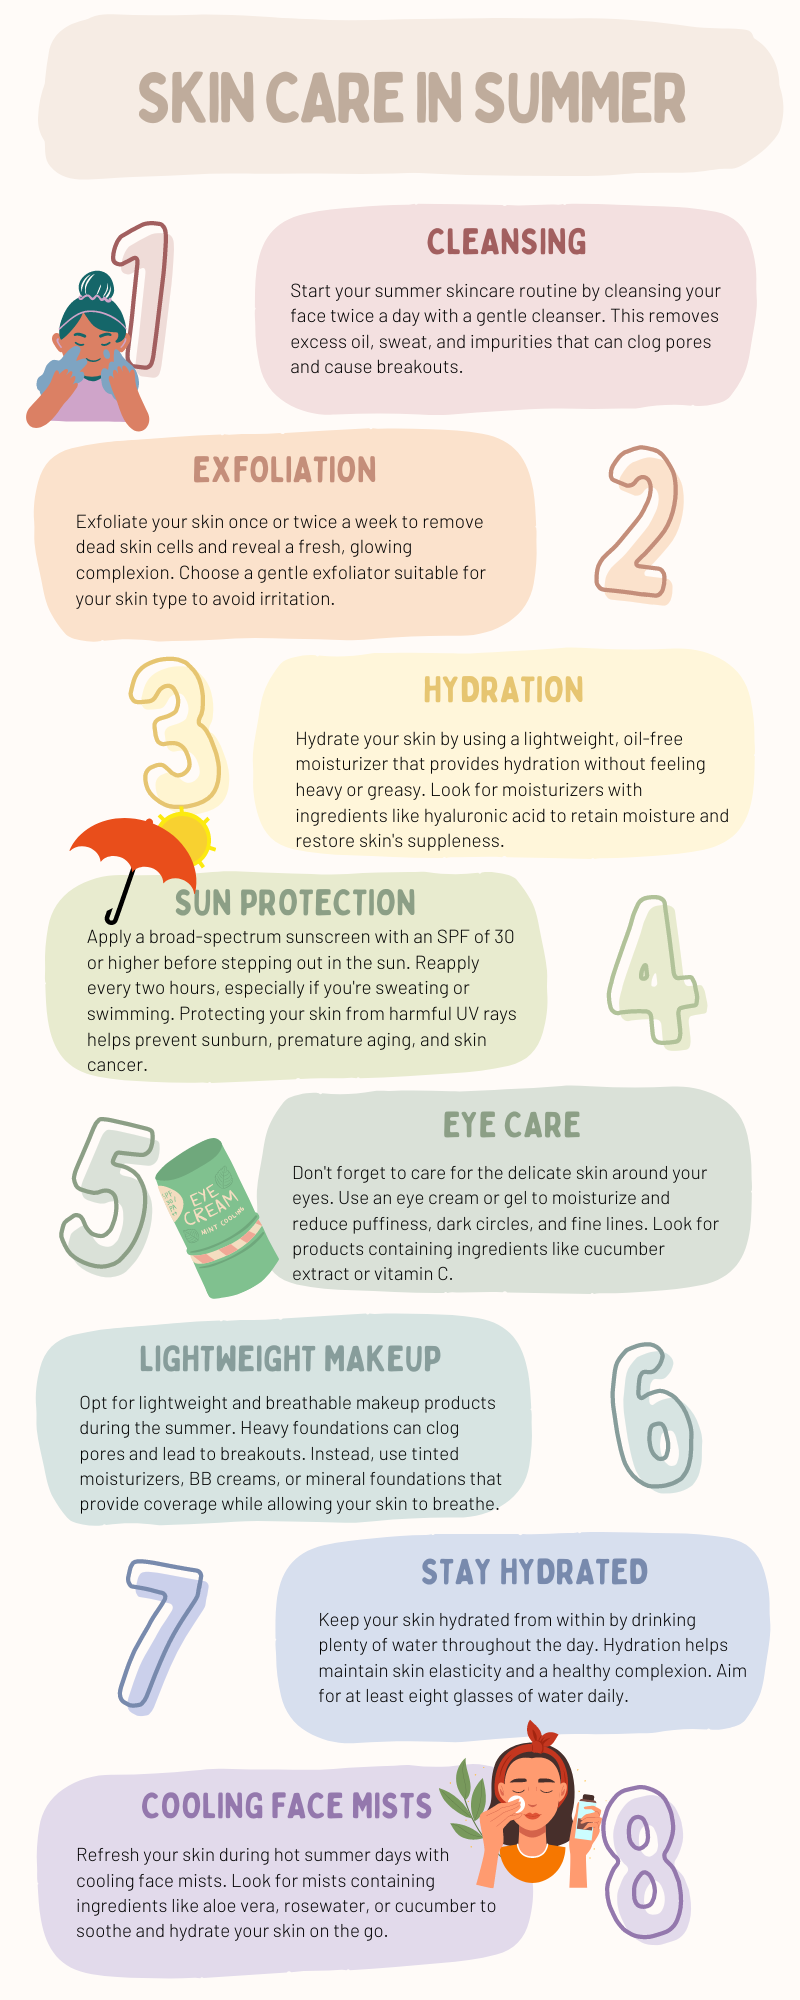 SKIN CARE IN SUMMER
1
CLEANSING
Start your summer skincare routine by cleansing your
face twice a day with a gentle cleanser. This removes
excess oil, sweat, and impurities that can clog pores
and cause breakouts.
EXFOLIATION
2
Exfoliate your skin once or twice a week to remove
dead skin cells and reveal a fresh, glowing
complexion. Choose a gentle exfoliator suitable for
your skin type to avoid irritation.
3
HYDRATION
Hydrate your skin by using a lightweight, oil-free
moisturizer that provides hydration without feeling
heavy or greasy. Look for moisturizers with
ingredients like hyaluronic acid to retain moisture and
restore skin's suppleness.
SUN PROTECTION
4
Apply a broad-spectrum sunscreen with an SPF of 30
or higher before stepping out in the sun. Reapply
every two hours, especially if you're sweating or
swimming. Protecting your skin from harmful UV rays
helps prevent sunburn, premature aging, and skin
cancer.
5
EYE CARE
EYE
CREAM
MINT COOLING
Don't forget to care for the delicate skin around your
eyes. Use an eye cream or gel to moisturize and
reduce puffiness, dark circles, and fine lines. Look for
products containing ingredients like cucumber
extract or vitamin C.
LIGHTWEIGHT MAKEUP
6
Opt for lightweight and breathable makeup products
during the summer. Heavy foundations can clog
pores and lead to breakouts. Instead, use tinted
moisturizers, BB creams, or mineral foundations that
provide coverage while allowing your skin to breathe.
7
STAY HYDRATED
Keep your skin hydrated from within by drinking
plenty of water throughout the day. Hydration helps
maintain skin elasticity and a healthy complexion. Aim
for at least eight glasses of water daily.
COOLING FACE MISTS
8
Refresh your skin during hot summer days with
cooling face mists. Look for mists containing
ingredients like aloe vera, rosewater, or cucumber to
soothe and hydrate your skin on the go.